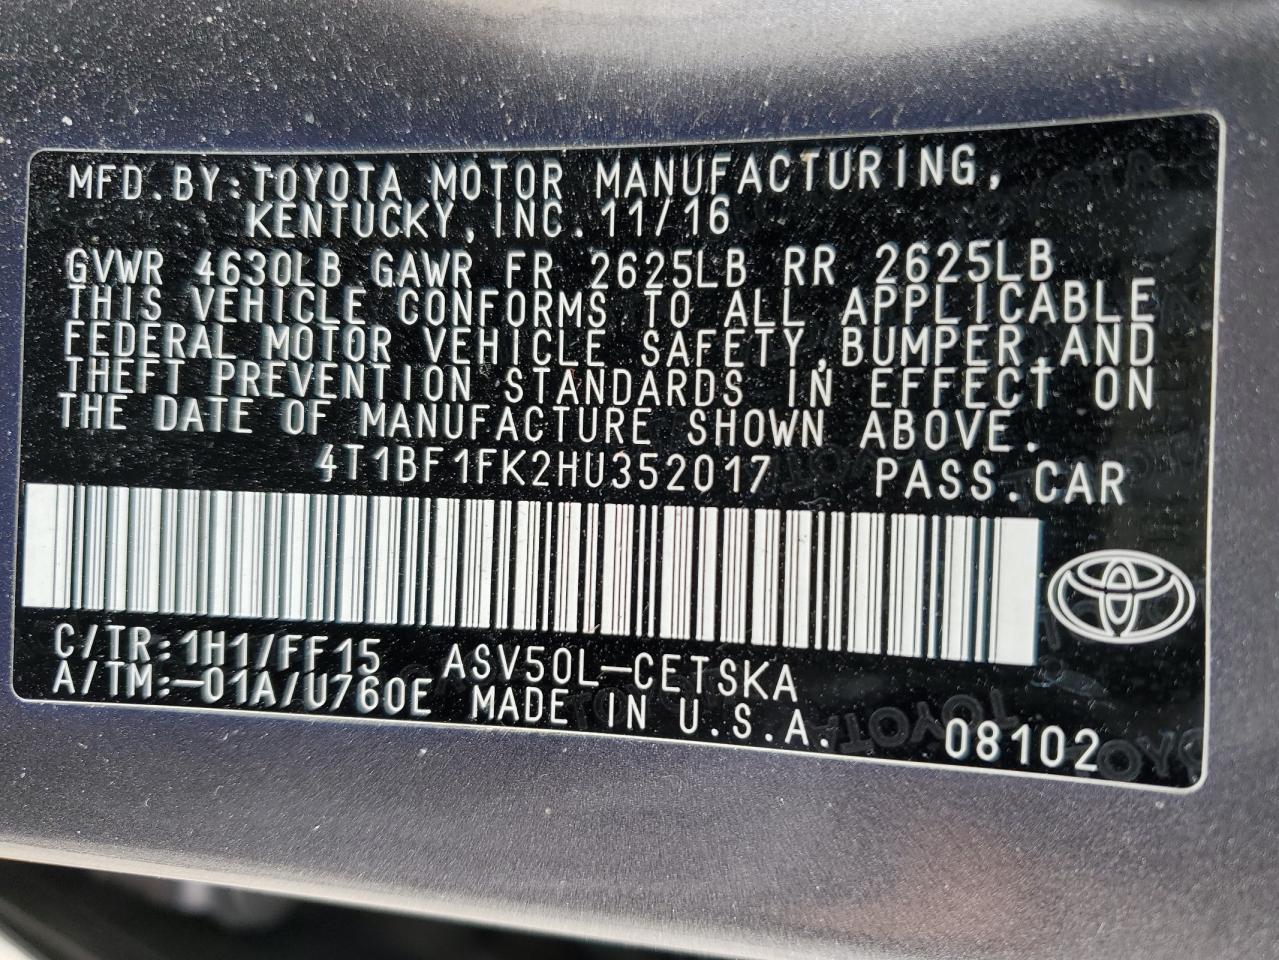 MFD.BY:TOYOTA MOTOR MANUFACTURING,
KENTUCKY,INC.11/16
GVWR 4630LB GAWR FR 2625LB RR 2625LB
THIS VEHICLE CONFORMS TO ALL APPLICABLE
FEDERAL MOTOR VEHICLE SAFETY,BUMPER,AND
THEFT PREVENTION STANDARDS IN EFFECT ON
THE DATE OF MANUFACTURE SHOWN ABOVE.
4T1BF1FK2HU352017 PASS.CAR
C/TR:1H1/FF15 ASV50L-CETSKA
A/TM:-01A/U760E MADE IN U.S.A.
08102